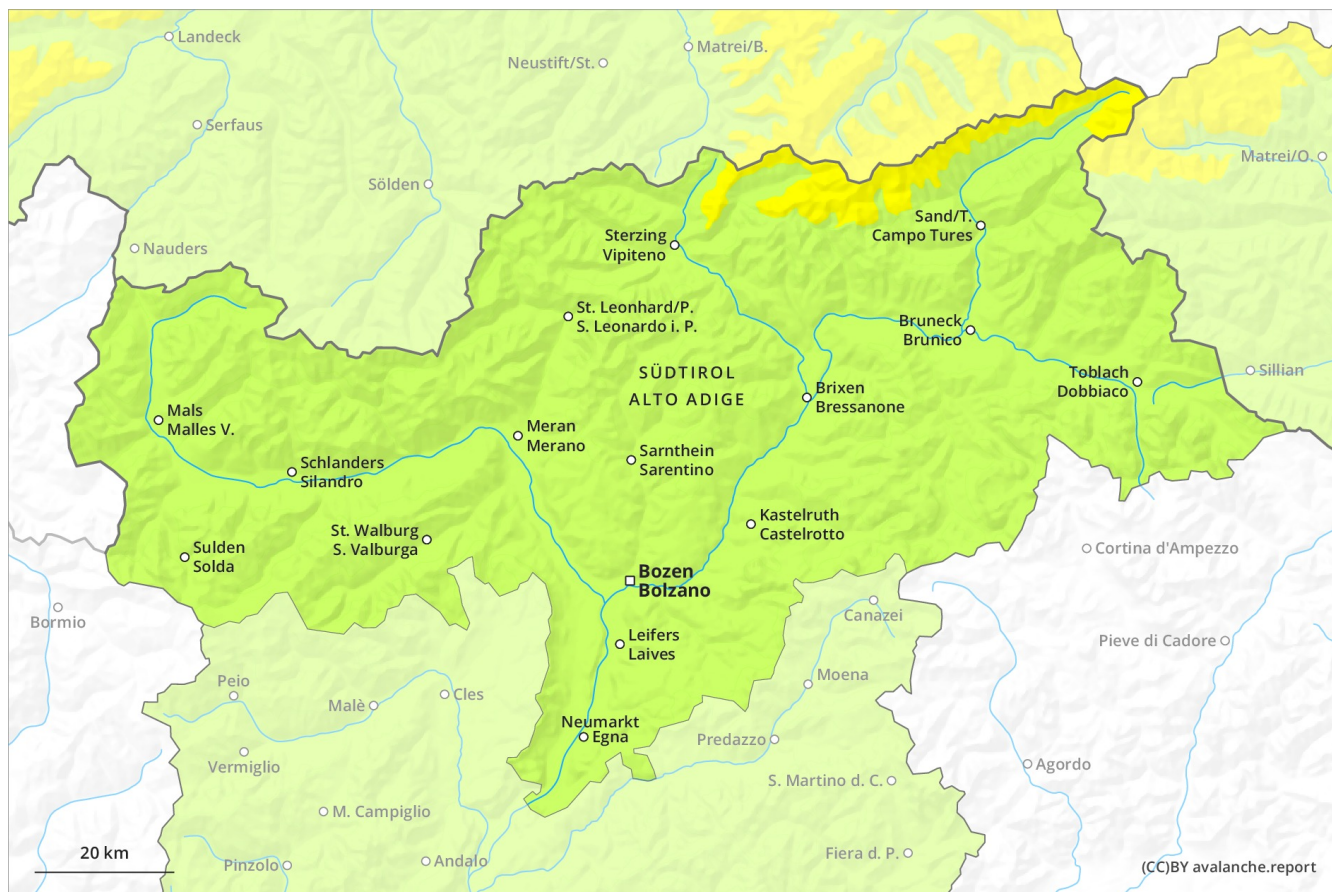 Landeck
Matrei/B.
Neustift/St.
Serfaus
Matrei/O.
Sölden
Sand/T.
Campo Tures
Nauders
Sterzing
Vipiteno
St. Leonhard/P.
S. Leonardo i. P.
Bruneck
Brunico
SÜDTIROL
ALTO ADIGE
Toblach
Dobbiaco
Sillian
Brixen
Bressanone
Mals
Malles V.
Meran
Merano
Schlanders
Silandro
Sarnthein
Sarentino
Kastelruth
Castelrotto
St. Walburg
S. Valburga
Sulden
Solda
Cortina d'Ampezzo
Bozen
Bolzano
Bormio
Canazei
Leifers
Laives
Pieve di Cadore
Peio
Malè
Cles
Moena
Neumarkt
Egna
Predazzo
Vermiglio
Agordo
S. Martino d. C.
M. Campiglio
20 km
Pinzolo
Andalo
Fiera d. P.
(CC)BY avalanche.report